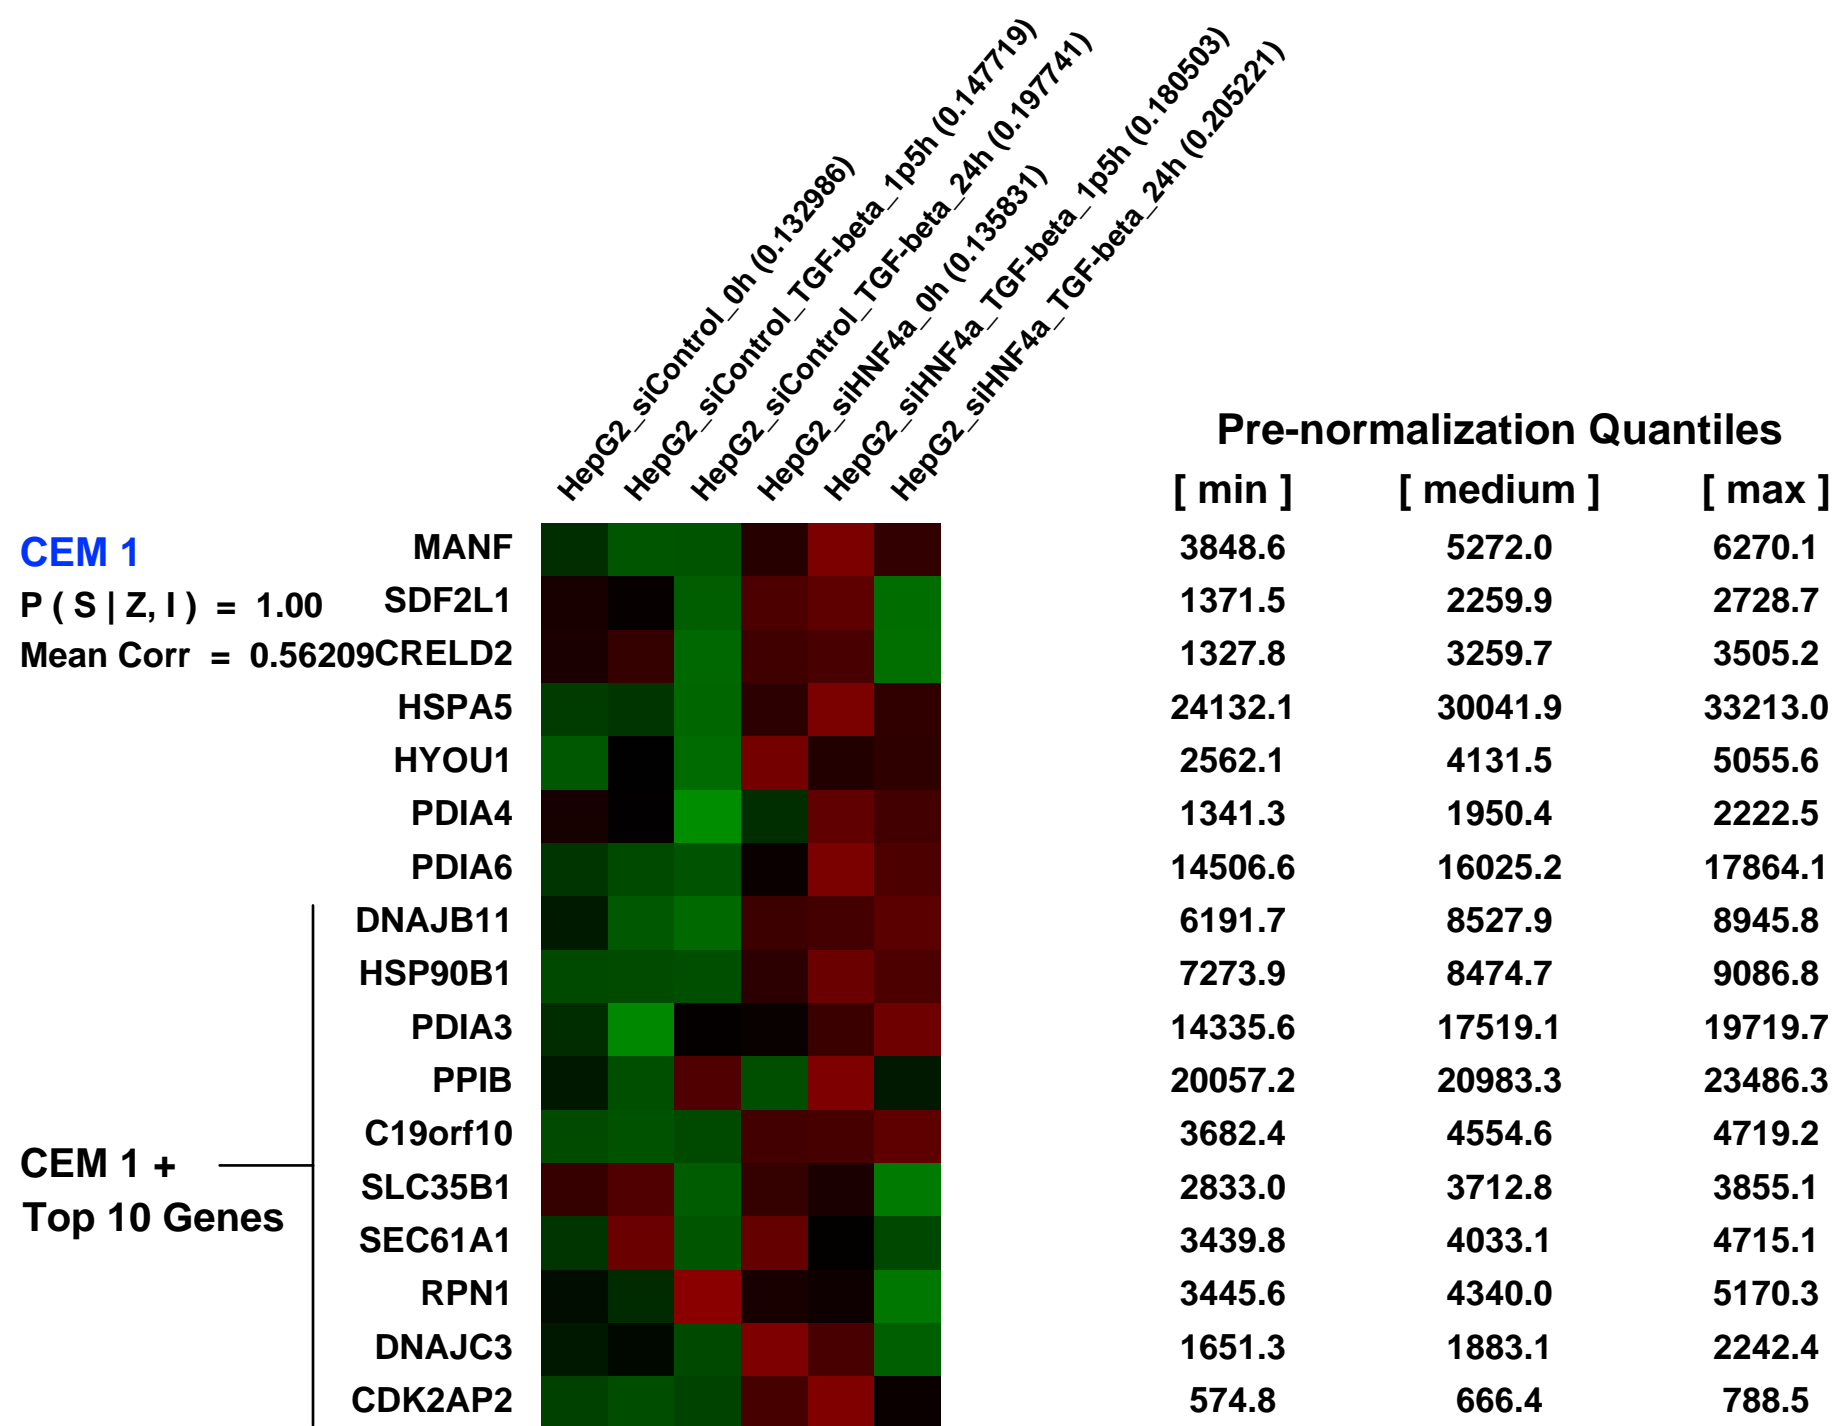 HepG2_siControl_0h (0.132986)
HepG2_siControl_TGF-beta_1p5h (0.147719)
HepG2_siControl_TGF-beta_24h (0.197741)
HepG2_siHNF4a_0h (0.135831)
HepG2_siHNF4a_TGF-beta_1p5h (0.180503)
HepG2_siHNF4a_TGF-beta_24h (0.205221)
Pre-normalization Quantiles
[ min ] [ medium ] [ max ]
CEM 1 MANF 3848.6 5272.0 6270.1
P ( S | Z, I ) = 1.00 SDF2L1 1371.5 2259.9 2728.7
Mean Corr = 0.56209 CRELD2 1327.8 3259.7 3505.2
HSPA5 24132.1 30041.9 33213.0
HYOU1 2562.1 4131.5 5055.6
PDIA4 1341.3 1950.4 2222.5
PDIA6 14506.6 16025.2 17864.1
DNAJB11 6191.7 8527.9 8945.8
HSP90B1 7273.9 8474.7 9086.8
PDIA3 14335.6 17519.1 19719.7
PPIB 20057.2 20983.3 23486.3
C19orf10 3682.4 4554.6 4719.2
CEM 1 +
SLC35B1 2833.0 3712.8 3855.1
Top 10 Genes
SEC61A1 3439.8 4033.1 4715.1
RPN1 3445.6 4340.0 5170.3
DNAJC3 1651.3 1883.1 2242.4
CDK2AP2 574.8 666.4 788.5